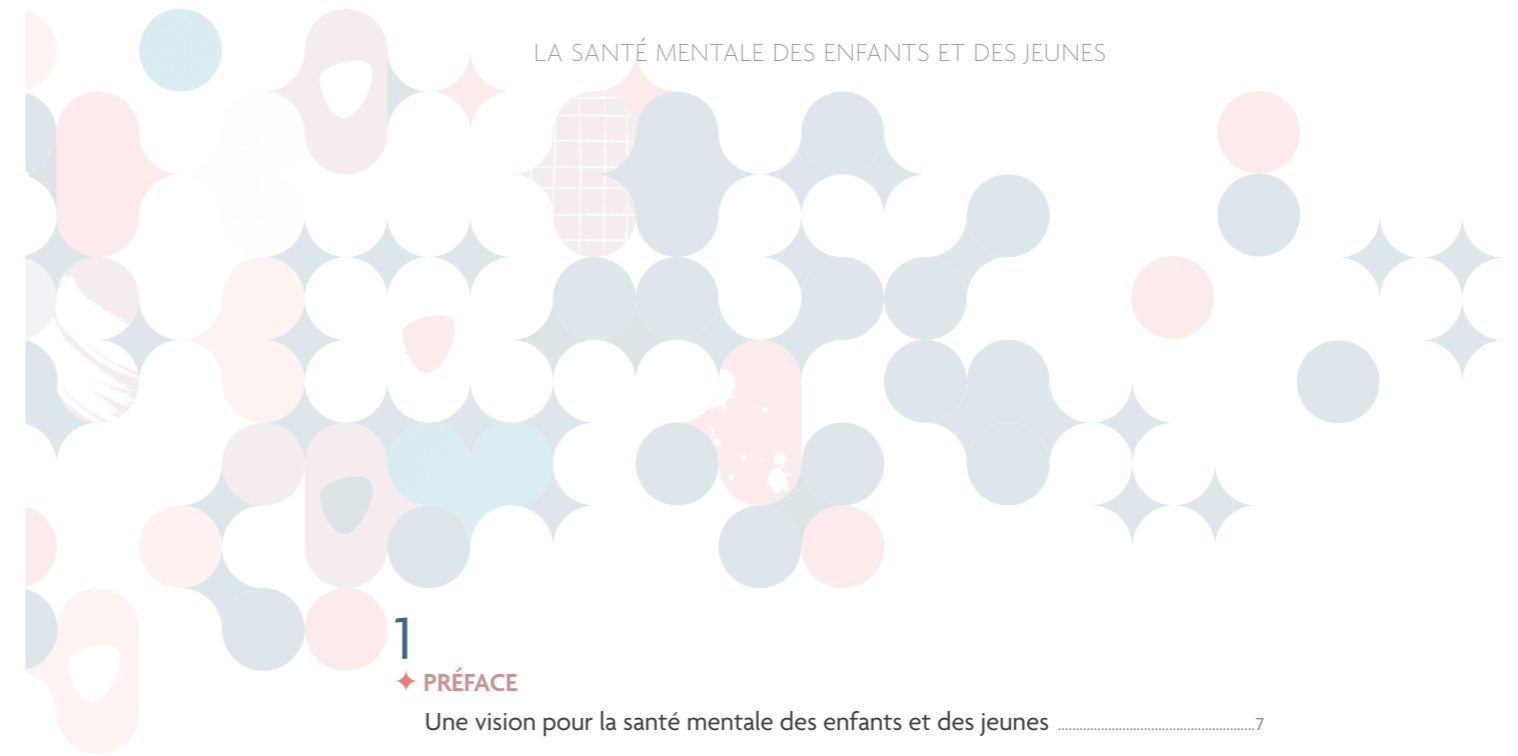 LA SANTÉ MENTALE DES ENFANTS ET DES JEUNES
1
PRÉFACE
Une vision pour la santé mentale des enfants et des jeunes ........................................................7